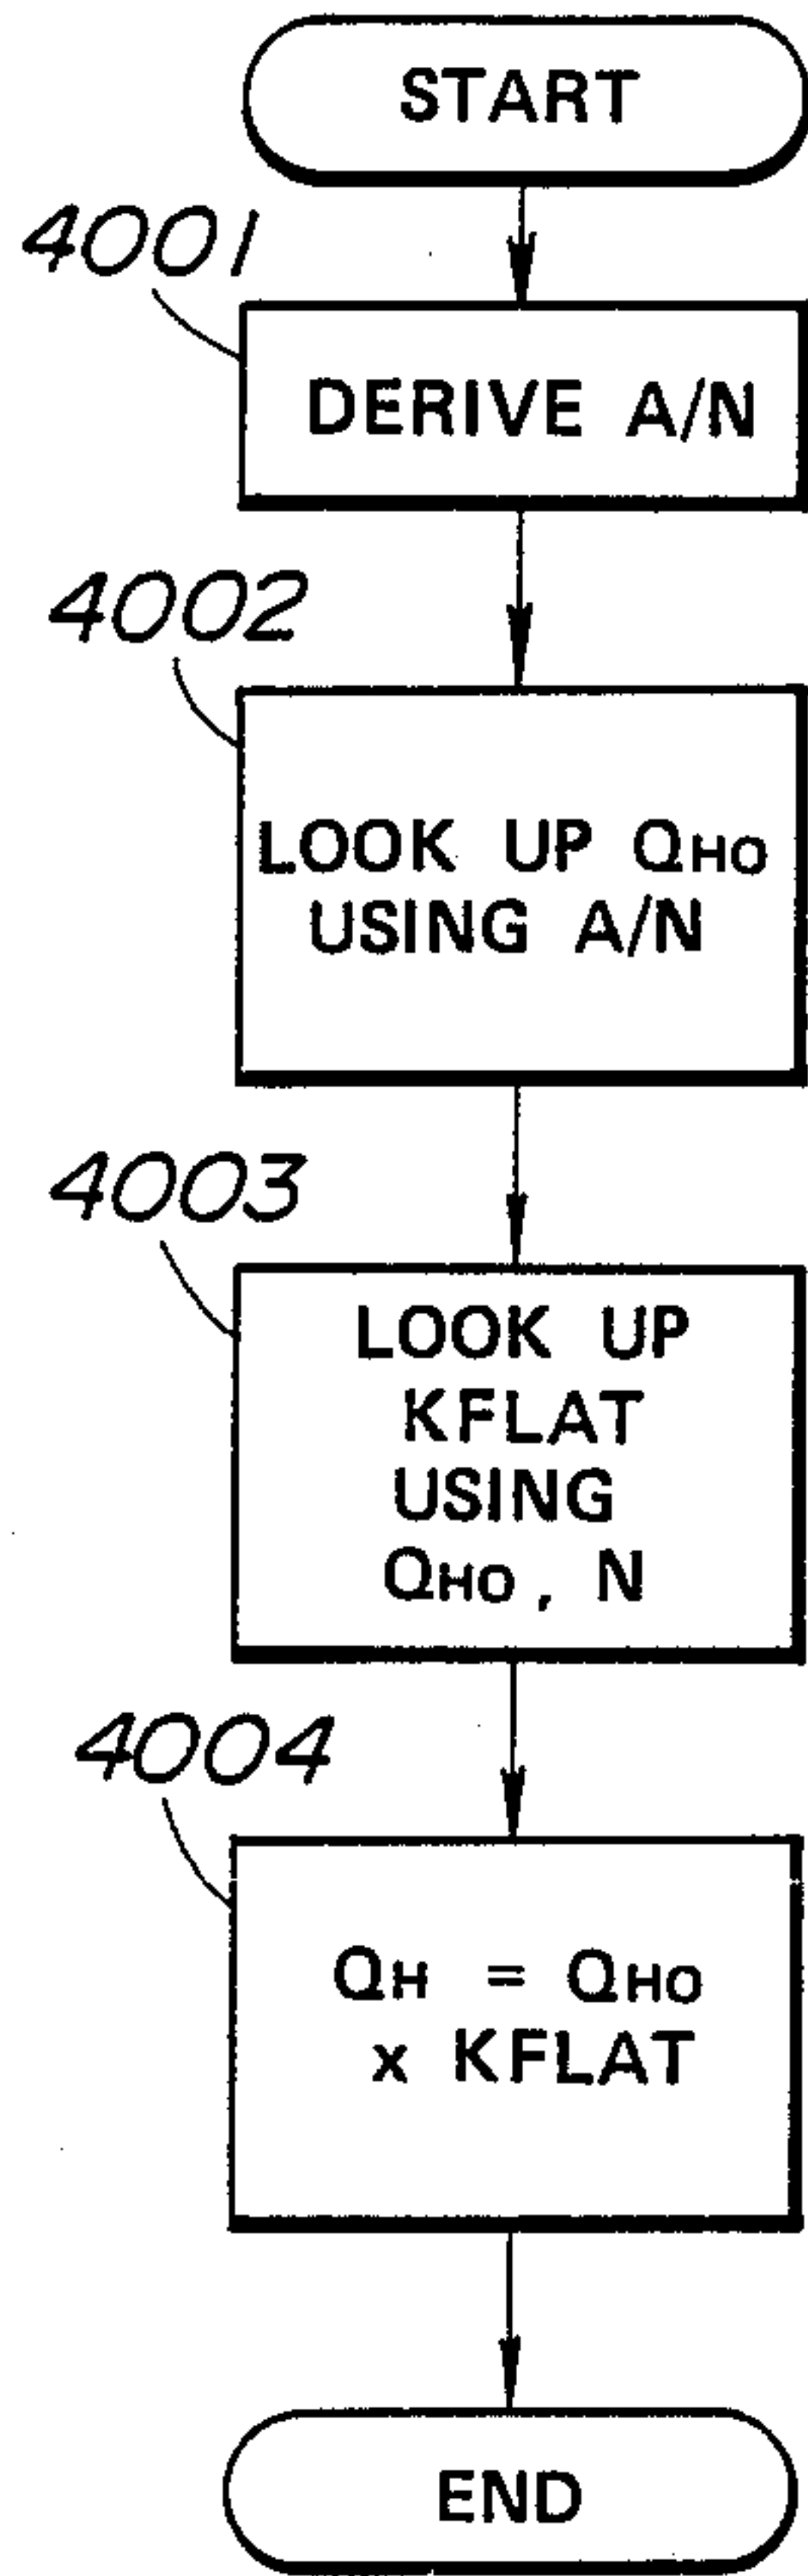 START
4001
DERIVE A/N
4002
LOOK UP QHO
USING A/N
4003
LOOK UP
KFLAT
USING
QHO, N
4004
QH = QHO
x KFLAT
END